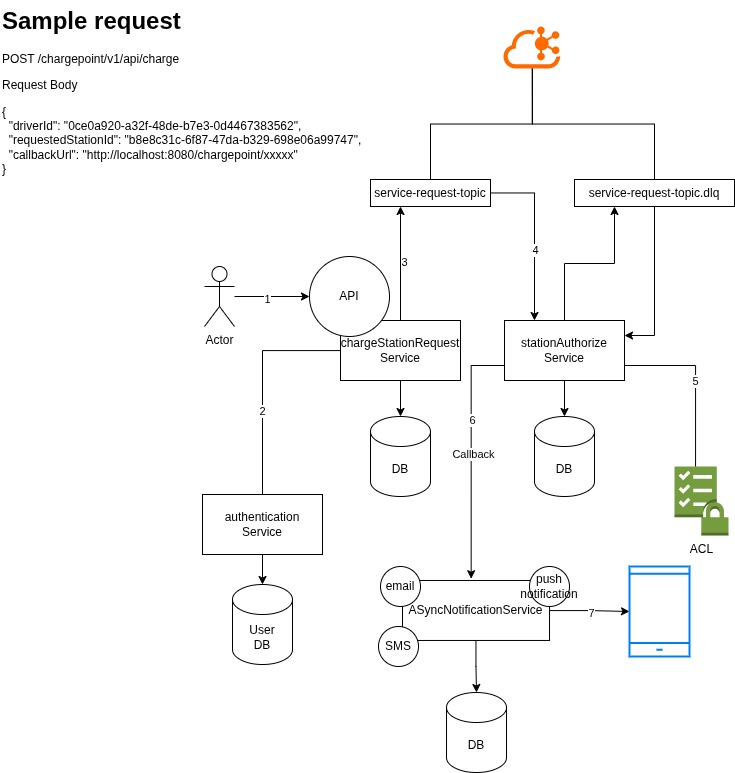 Sample request
POST /chargepoint/v1/api/charge
Request Body
{
"driverId": "0ce0a920-a32f-48de-b7e3-0d4467383562",
"requestedStationId": "b8e8c31c-6f87-47da-b329-698e06a99747",
"callbackUrl": "http://localhost:8080/chargepoint/xxxxx"
}
service-request-topic
service-request-topic.dlq
3
4
1
API
Actor
chargeStationRequest
Service
stationAuthorize
Service
5
2
6
Callback
DB
DB
authentication
Service
ACL
email
push
notification
ASyncNotificationService
7
User
DB
SMS
DB